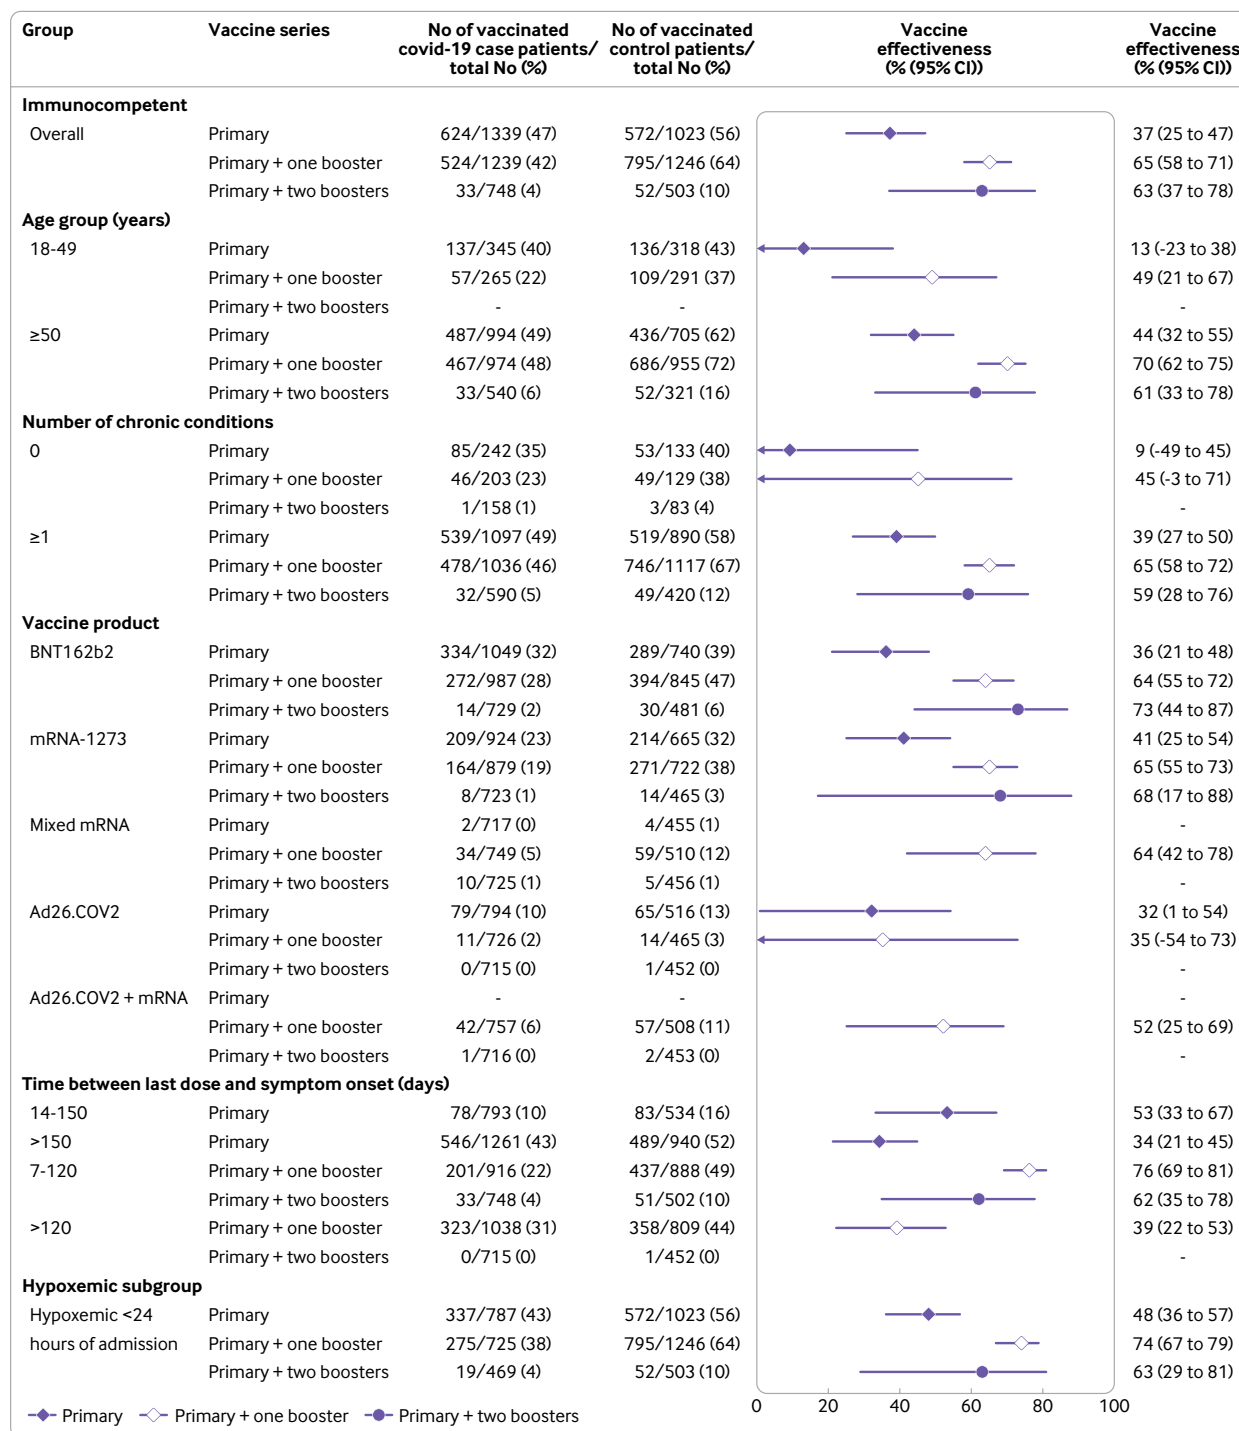 Group Vaccine series No of vaccinated covid-19 case patients/ total No (%) No of vaccinated control patients/ total No (%) Vaccine effectiveness (% (95% CI)) Vaccine effectiveness (% (95% CI))
Immunocompetent
Overall Primary 624/1339 (47) 572/1023 (56) 37 (25 to 47)
Primary + one booster 524/1239 (42) 795/1246 (64) 65 (58 to 71)
Primary + two boosters 33/748 (4) 52/503 (10) 63 (37 to 78)
Age group (years)
18-49 Primary 137/345 (40) 136/318 (43) 13 (-23 to 38)
Primary + one booster 57/265 (22) 109/291 (37) 49 (21 to 67)
Primary + two boosters - - -
≥50 Primary 487/994 (49) 436/705 (62) 44 (32 to 55)
Primary + one booster 467/974 (48) 686/955 (72) 70 (62 to 75)
Primary + two boosters 33/540 (6) 52/321 (16) 61 (33 to 78)
Number of chronic conditions
0 Primary 85/242 (35) 53/133 (40) 9 (-49 to 45)
Primary + one booster 46/203 (23) 49/129 (38) 45 (-3 to 71)
Primary + two boosters 1/158 (1) 3/83 (4) -
≥1 Primary 539/1097 (49) 519/890 (58) 39 (27 to 50)
Primary + one booster 478/1036 (46) 746/1117 (67) 65 (58 to 72)
Primary + two boosters 32/590 (5) 49/420 (12) 59 (28 to 76)
Vaccine product
BNT162b2 Primary 334/1049 (32) 289/740 (39) 36 (21 to 48)
Primary + one booster 272/987 (28) 394/845 (47) 64 (55 to 72)
Primary + two boosters 14/729 (2) 30/481 (6) 73 (44 to 87)
mRNA-1273 Primary 209/924 (23) 214/665 (32) 41 (25 to 54)
Primary + one booster 164/879 (19) 271/722 (38) 65 (55 to 73)
Primary + two boosters 8/723 (1) 14/465 (3) 68 (17 to 88)
Mixed mRNA Primary 2/717 (0) 4/455 (1) -
Primary + one booster 34/749 (5) 59/510 (12) 64 (42 to 78)
Primary + two boosters 10/725 (1) 5/456 (1) -
Ad26.COV2 Primary 79/794 (10) 65/516 (13) 32 (1 to 54)
Primary + one booster 11/726 (2) 14/465 (3) 35 (-54 to 73)
Primary + two boosters 0/715 (0) 1/452 (0) -
Ad26.COV2 + mRNA Primary - - -
Primary + one booster 42/757 (6) 57/508 (11) 52 (25 to 69)
Primary + two boosters 1/716 (0) 2/453 (0) -
Time between last dose and symptom onset (days)
14-150 Primary 78/793 (10) 83/534 (16) 53 (33 to 67)
>150 Primary 546/1261 (43) 489/940 (52) 34 (21 to 45)
7-120 Primary + one booster 201/916 (22) 437/888 (49) 76 (69 to 81)
Primary + two boosters 33/748 (4) 51/502 (10) 62 (35 to 78)
>120 Primary + one booster 323/1038 (31) 358/809 (44) 39 (22 to 53)
Primary + two boosters 0/715 (0) 1/452 (0) -
Hypoxemic subgroup
Hypoxemic <24 Primary 337/787 (43) 572/1023 (56) 48 (36 to 57)
hours of admission Primary + one booster 275/725 (38) 795/1246 (64) 74 (67 to 79)
Primary + two boosters 19/469 (4) 52/503 (10) 63 (29 to 81)
0 20 40 60 80 100
Primary Primary + one booster Primary + two boosters